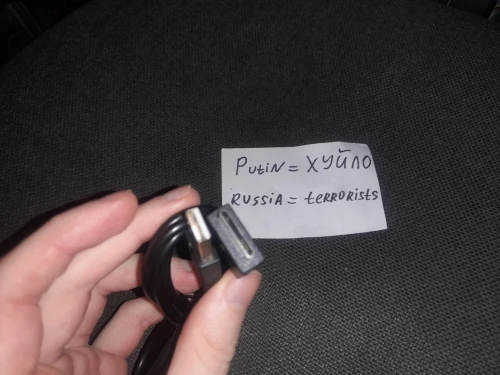 Putin = хуйло
Russia = terrorists